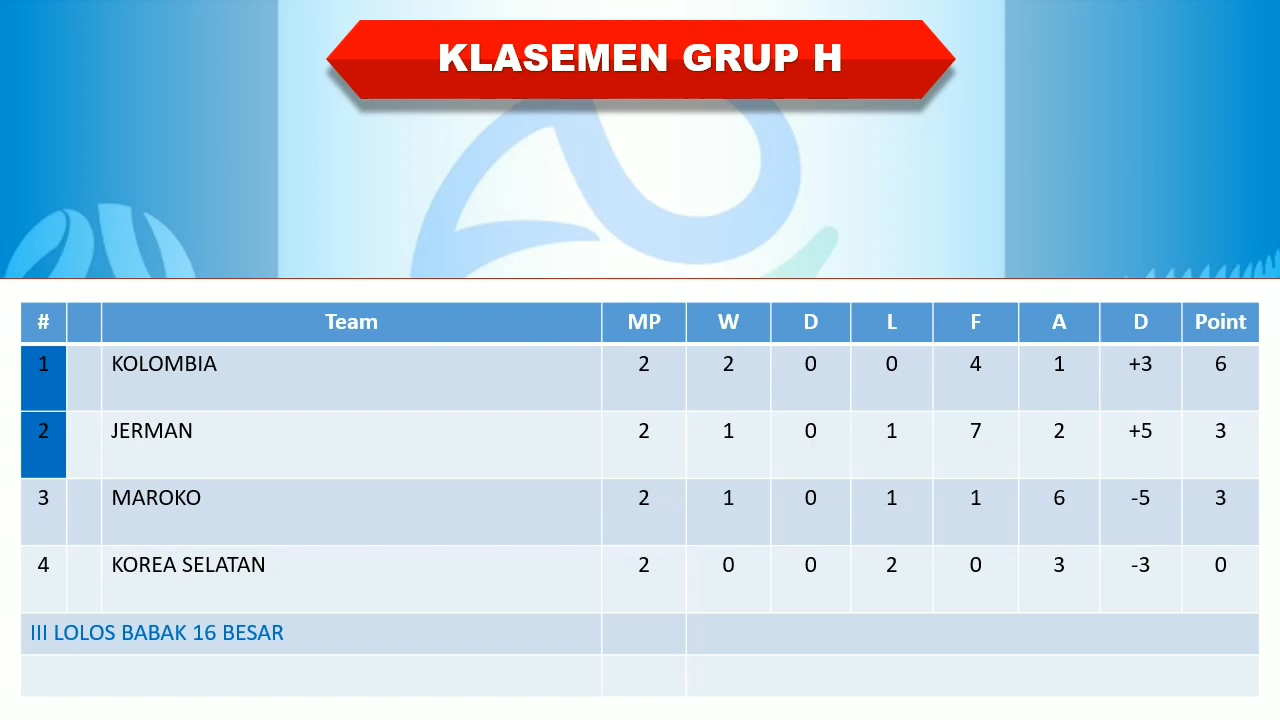 KLASEMEN GRUP H
# Team MP W D L F A D Point
1 KOLOMBIA 2 2 0 0 4 1 +3 6
2 JERMAN 2 1 0 1 7 2 +5 3
3 MAROKO 2 1 0 1 1 6 -5 3
4 KOREA SELATAN 2 0 0 2 0 3 -3 0
III LOLOS BABAK 16 BESAR